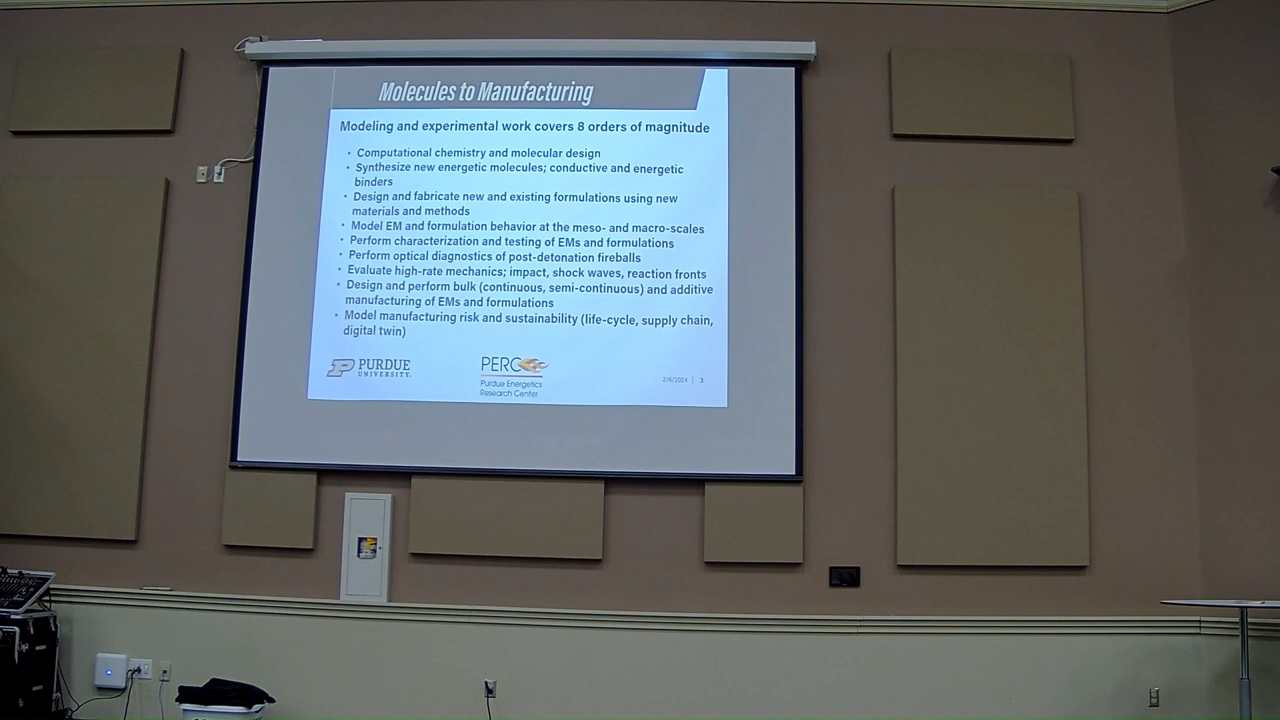 Molecules to Manufacturing
Modeling and experimental work covers 8 orders of magnitude
• Computational chemistry and molecular design
• Synthesize new energetic molecules; conductive and energetic
binders
• Design and fabricate new and existing formulations using new
materials and methods
• Model EM and formulation behavior at the meso- and macro-scales
• Perform characterization and testing of EMs and formulations
• Perform optical diagnostics of post-detonation fireballs
• Evaluate high-rate mechanics; impact, shock waves, reaction fronts
• Design and perform bulk (continuous, semi-continuous) and additive
manufacturing of EMs and formulations
• Model manufacturing risk and sustainability (life-cycle, supply chain,
digital twin)
PURDUE
UNIVERSITY.
PERC
Purdue Energetics
Research Center
2/6/2024 | 3